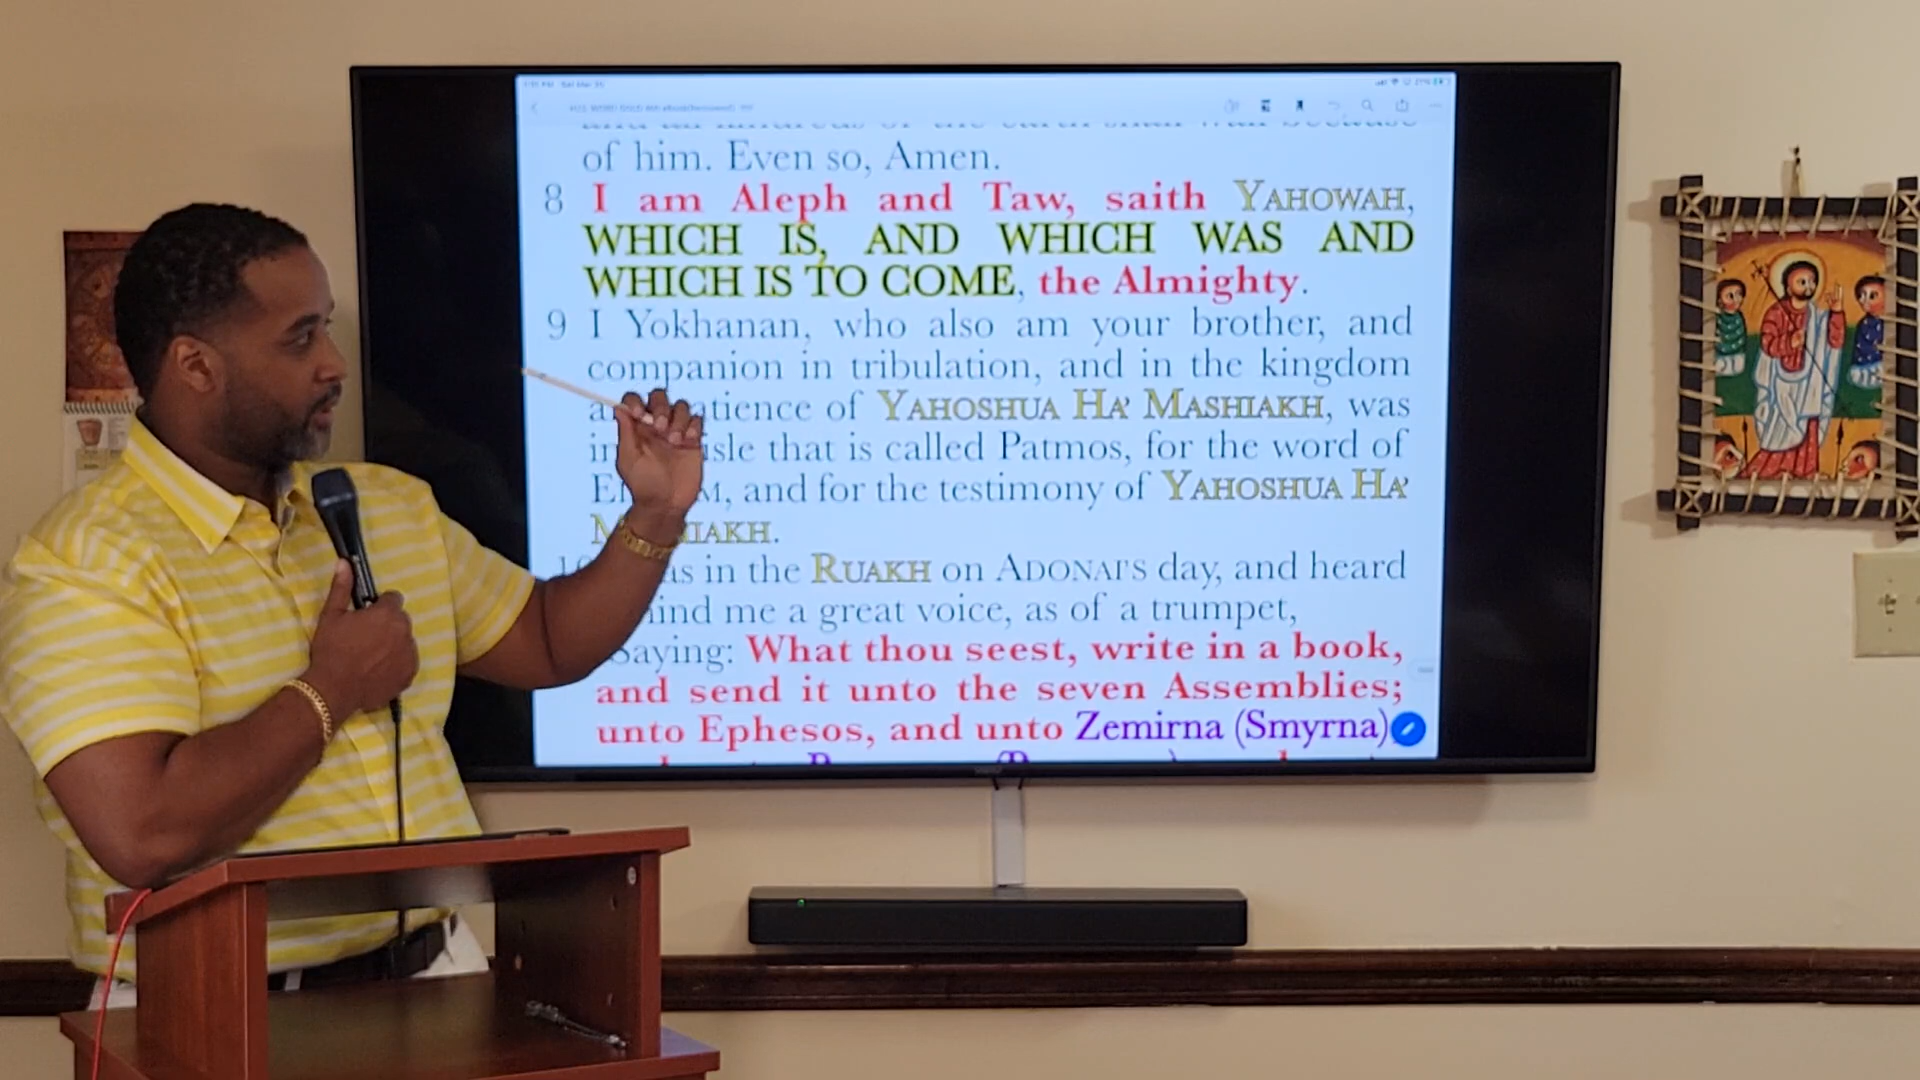 of him. Even so, Amen.
8 I am Aleph and Taw, saith YAHOWAH,
WHICH IS, AND WHICH WAS AND
WHICH IS TO COME, the Almighty.
9 I Yokhanan, who also am your brother, and
companion in tribulation, and in the kingdom
of YAHOSHUA HA' MASHIAKH, was
isle that is called Patmos, for the word of
and for the testimony of YAHOSHUA HA'
in the RUAKH on ADONAI'S day, and heard
me a great voice, as of a trumpet,
Saying: What thou seest, write in a book,
and send it unto the seven Assemblies;
unto Ephesos, and unto Zemirna (Smyrna)